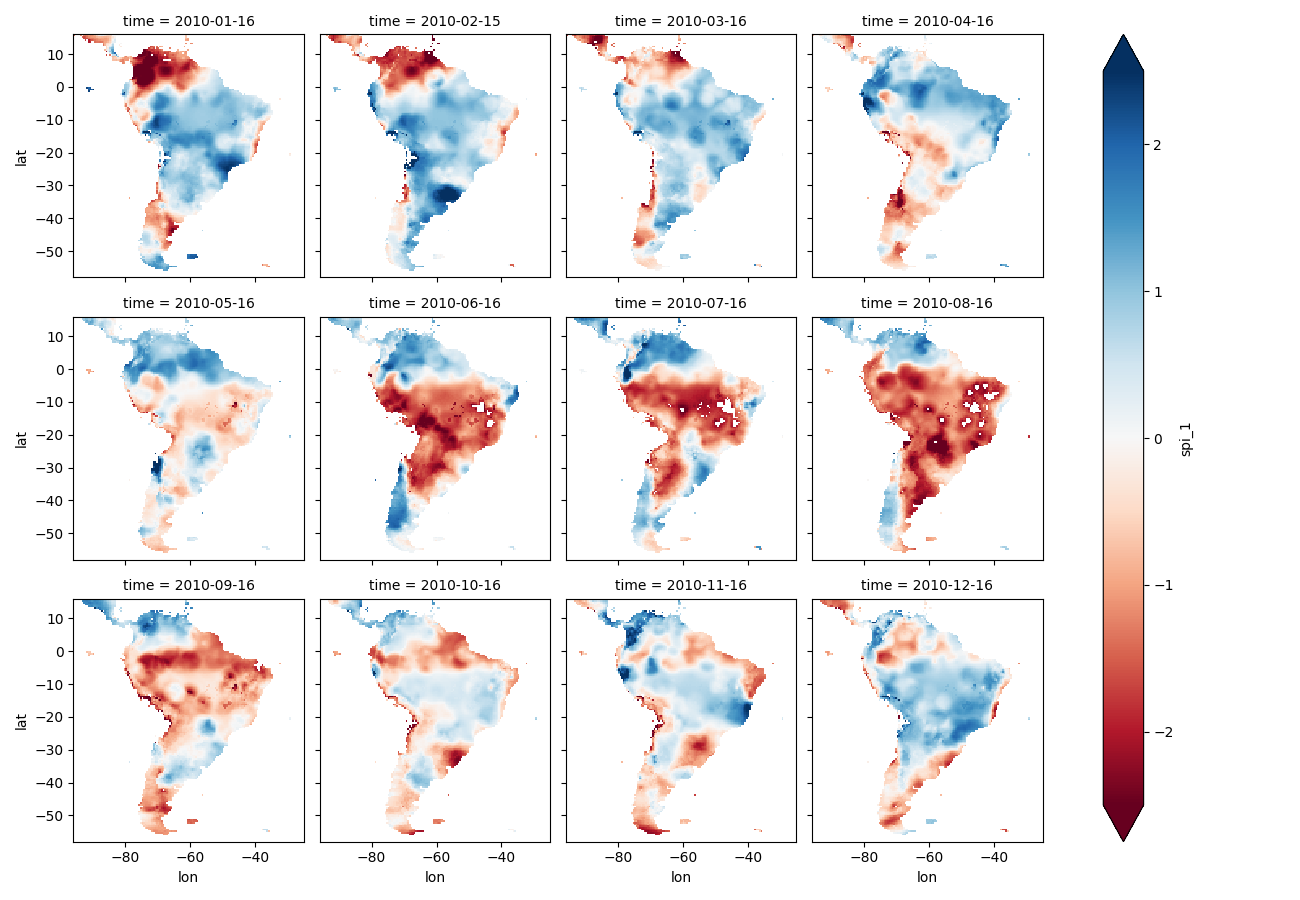 time = 2010-01-16
time = 2010-02-15
time = 2010-03-16
time = 2010-04-16
10
0
−10
−20
−30
−40
−50
lat
time = 2010-05-16
time = 2010-06-16
time = 2010-07-16
time = 2010-08-16
10
0
−10
−20
−30
−40
−50
lat
time = 2010-09-16
time = 2010-10-16
time = 2010-11-16
time = 2010-12-16
10
0
−10
−20
−30
−40
−50
lat
−80 −60 −40
lon
−80 −60 −40
lon
−80 −60 −40
lon
−80 −60 −40
lon
2
1
0
−1
−2
spi_1